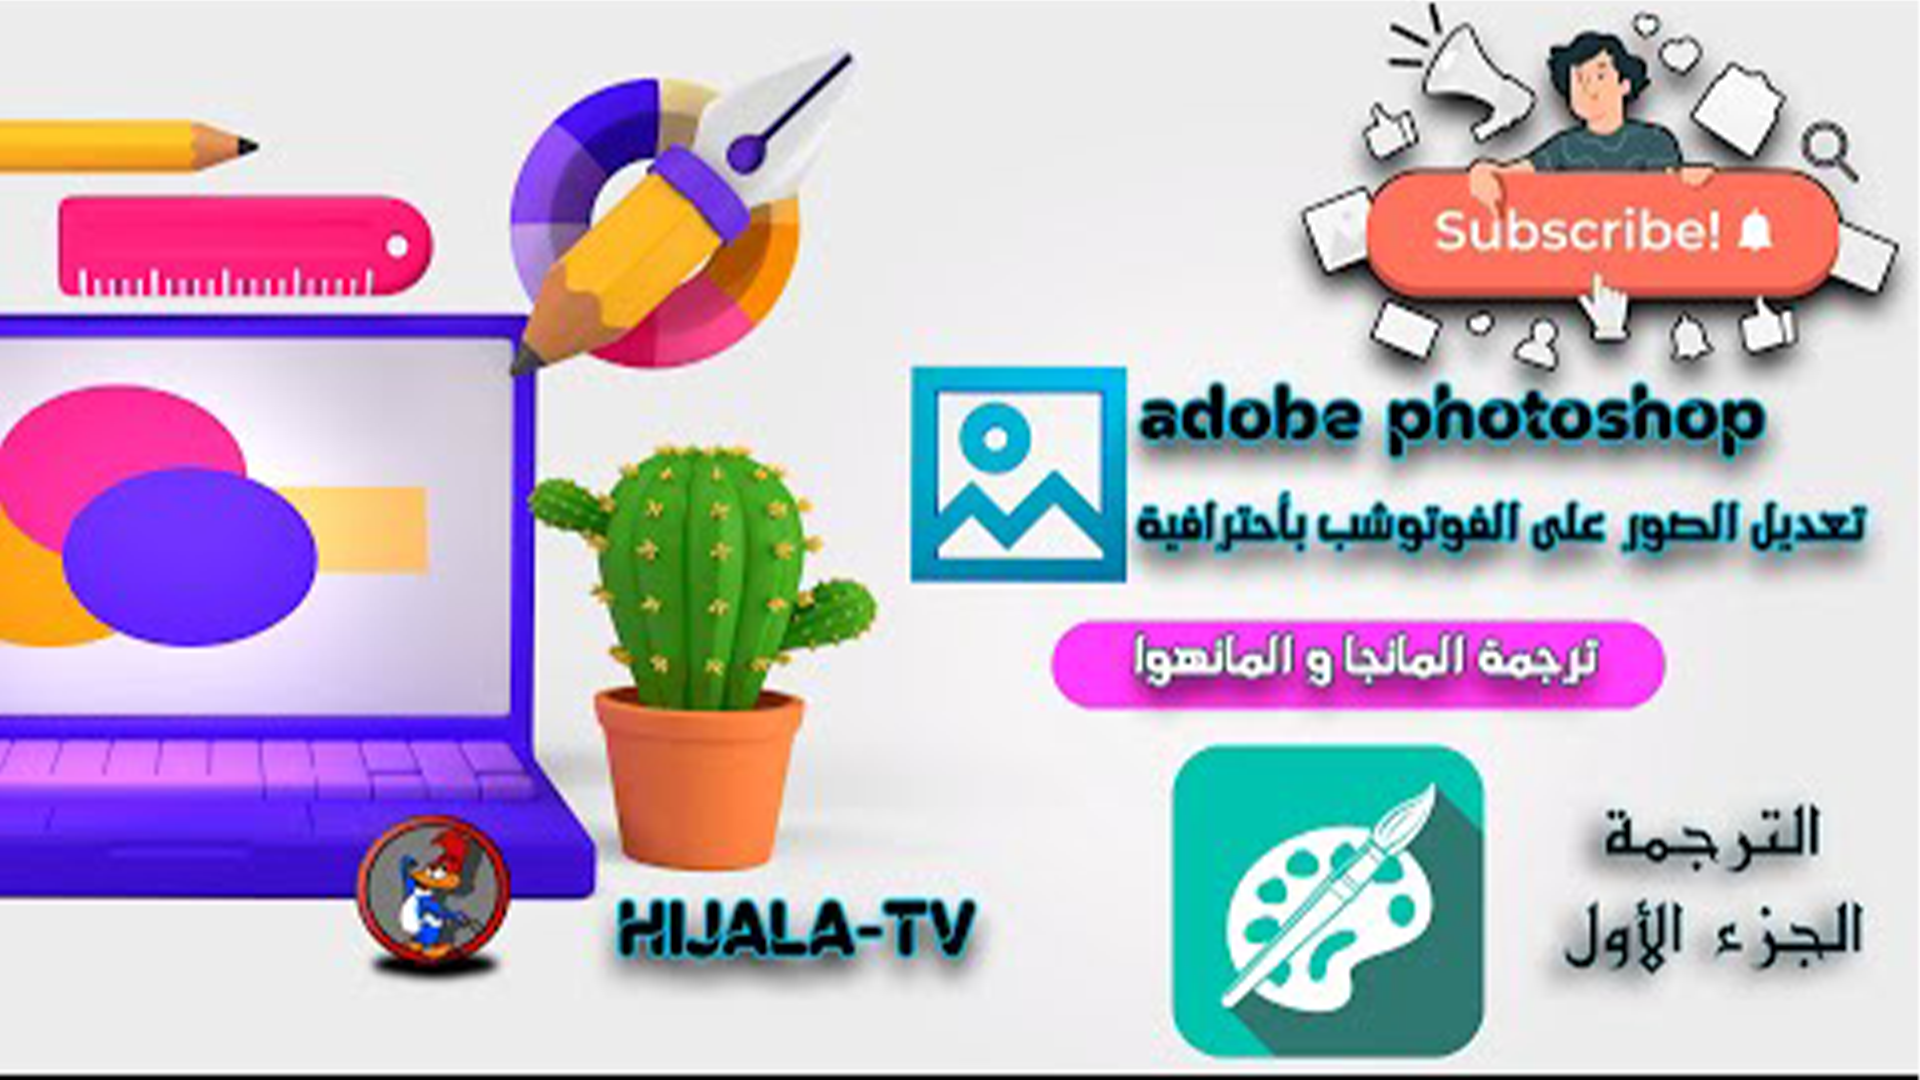 Subscribe!
adobe photoshop
تعديل الصور على الفوتوشب بأحترافية
ترجمة المانجا و المانهوا
الترجمة
الجزء الأول
HIJALA-TV